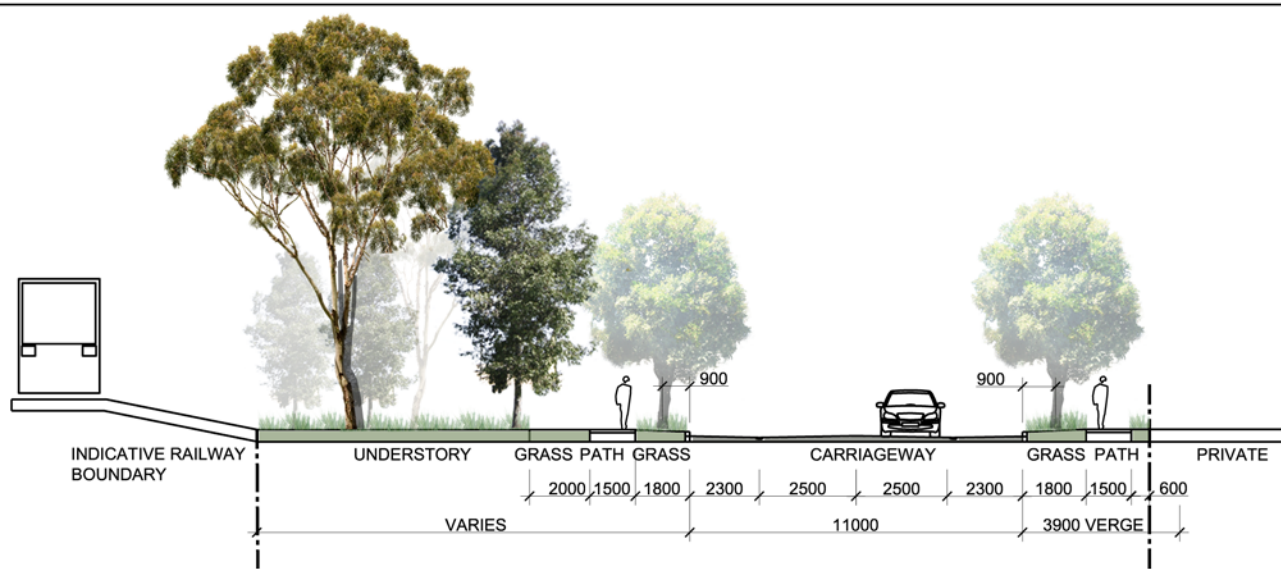 900
900
INDICATIVE RAILWAY
BOUNDARY
UNDERSTORY
GRASS PATH GRASS
CARRIAGEWAY
GRASS PATH
PRIVATE
2000 1500 1800 2300 2500 2500 2300 1800 1500 600
VARIES
11000
3900 VERGE